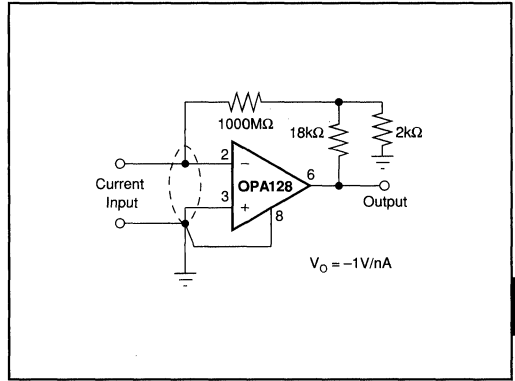 1000MΩ
18kΩ
2kΩ
2
−
6
OPA128
Current
Input
3
+
8
Output
V_O = −1V/nA